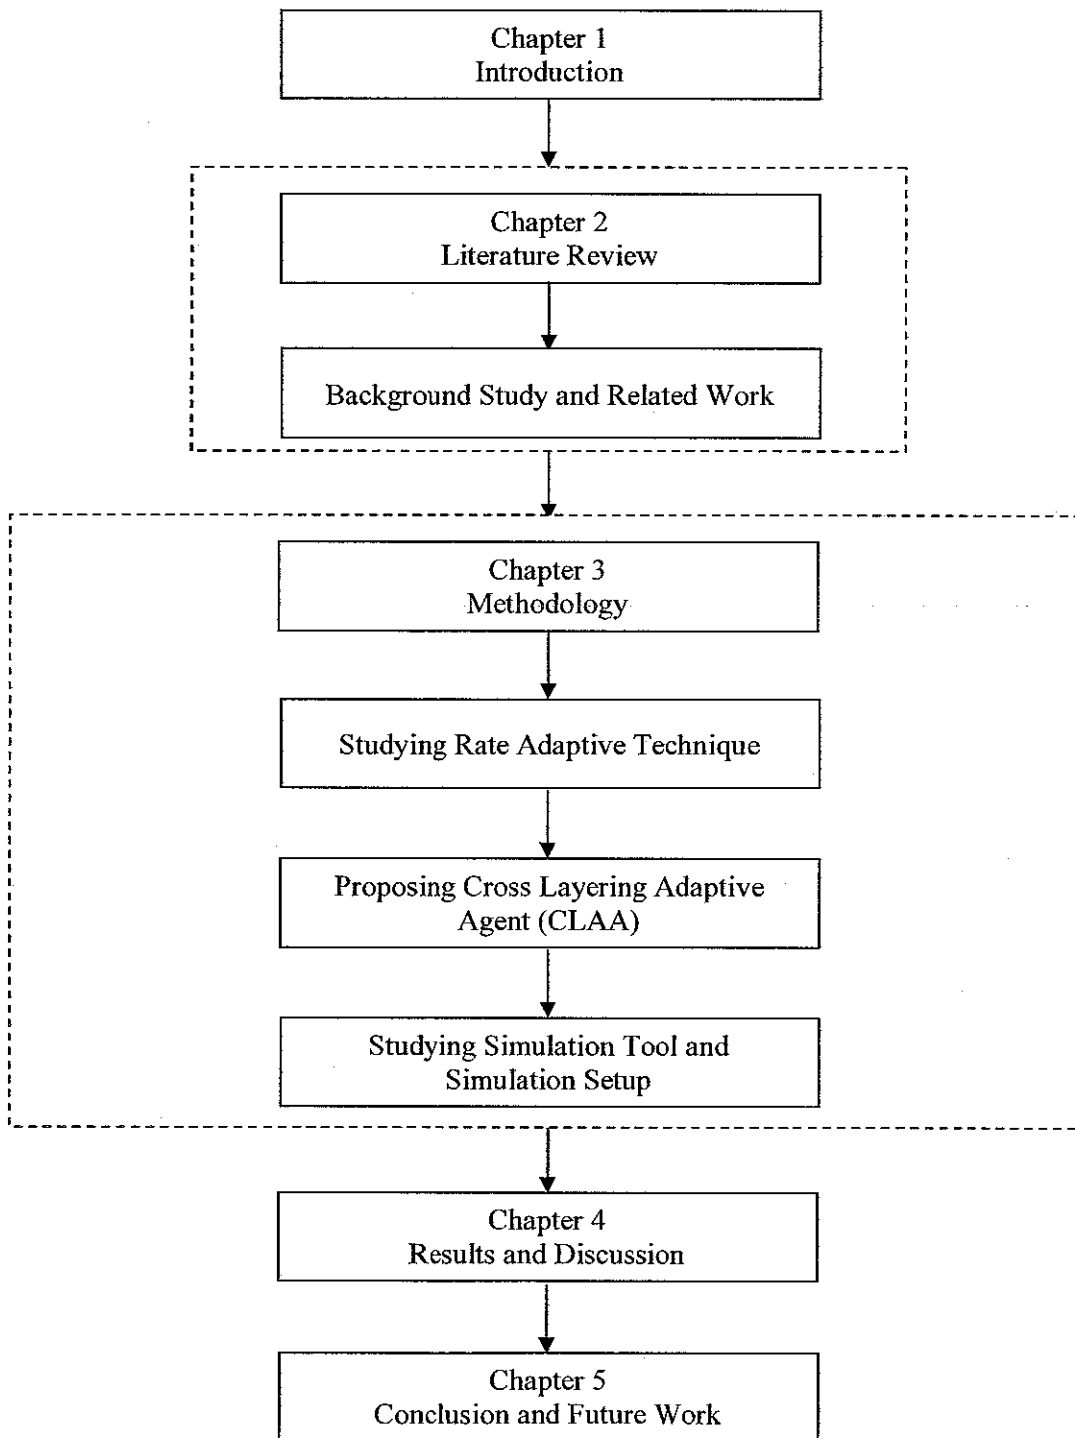 Chapter 1
Introduction
Chapter 2
Literature Review
Background Study and Related Work
Chapter 3
Methodology
Studying Rate Adaptive Technique
Proposing Cross Layering Adaptive
Agent (CLAA)
Studying Simulation Tool and
Simulation Setup
Chapter 4
Results and Discussion
Chapter 5
Conclusion and Future Work